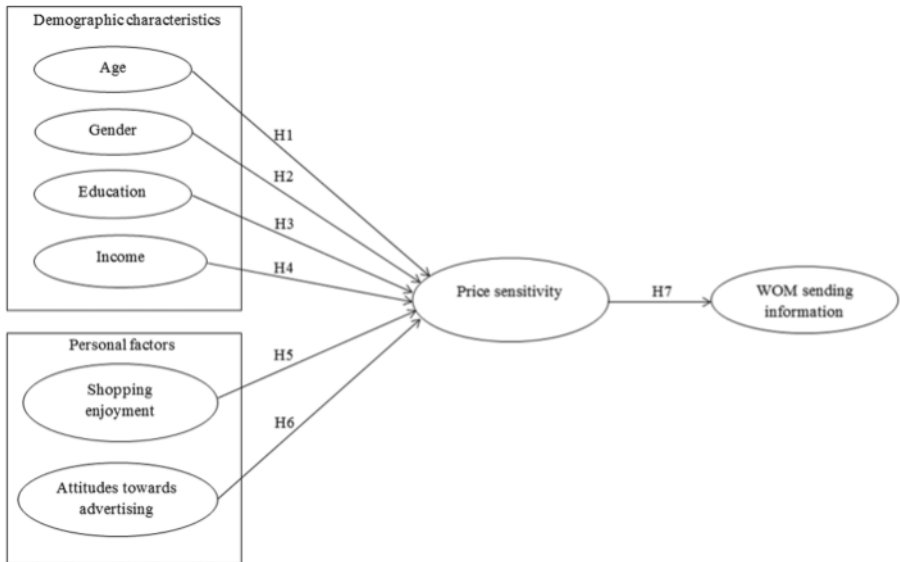 Demographic characteristics
Age
Gender
Education
Income
H1
H2
H3
H4
Personal factors
Shopping
enjoyment
Attitudes towards
advertising
H5
H6
Price sensitivity
H7
WOM sending
information